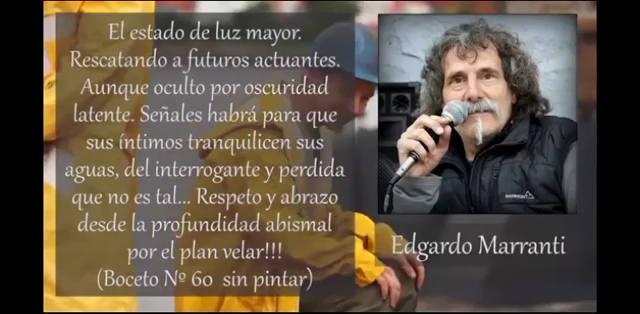 El estado de luz mayor.
Rescatando a futuros actuantes.
Aunque oculto por oscuridad
latente. Señales habrá para que
sus íntimos tranquilicen sus
aguas, del interrogante y perdida
que no es tal... Respeto y abrazo
desde la profundidad abismal
por el plan velar!!!
(Boceto Nº 60 sin pintar)
Edgardo Marranti